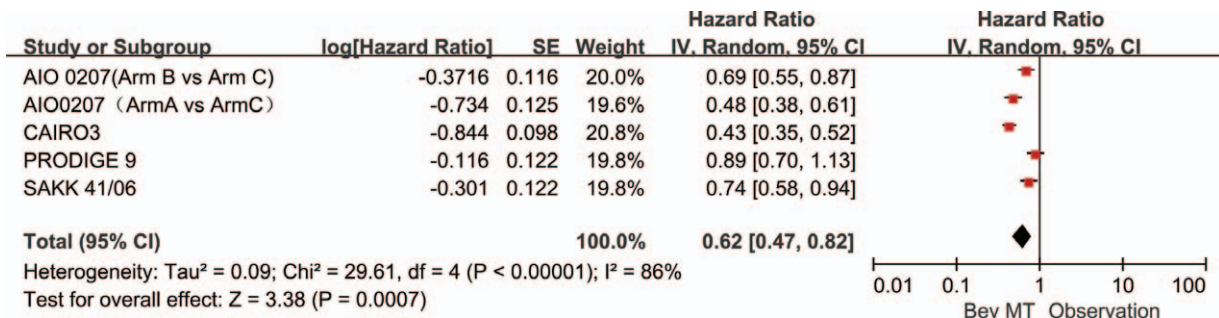 Hazard Ratio Hazard Ratio
Study or Subgroup log[Hazard Ratio] SE Weight IV, Random, 95% CI IV, Random, 95% CI
AIO 0207(Arm B vs Arm C) -0.3716 0.116 20.0% 0.69 [0.55, 0.87]
AIO0207（ArmA vs ArmC） -0.734 0.125 19.6% 0.48 [0.38, 0.61]
CAIRO3 -0.844 0.098 20.8% 0.43 [0.35, 0.52]
PRODIGE 9 -0.116 0.122 19.8% 0.89 [0.70, 1.13]
SAKK 41/06 -0.301 0.122 19.8% 0.74 [0.58, 0.94]
Total (95% CI) 100.0% 0.62 [0.47, 0.82]
Heterogeneity: Tau² = 0.09; Chi² = 29.61, df = 4 (P < 0.00001); I² = 86%
Test for overall effect: Z = 3.38 (P = 0.0007)
0.01 0.1 1 10 100
Bev MT Observation